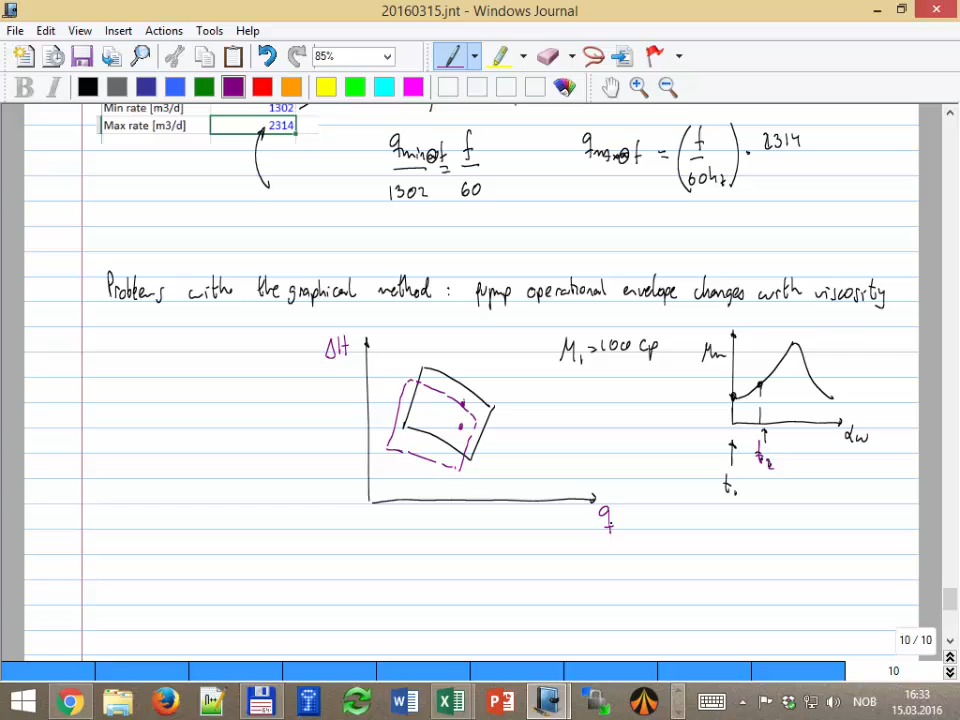 20160315.jnt - Windows Journal
File Edit View Insert Actions Tools Help
85%
B I
Min rate [m3/d] 1302
Max rate [m3/d] 2314
qmin@f = f
1302 60
qmax@f = (f / 60hz) · 2314
Problems with the graphical method : pump operational envelope changes with viscosity
ΔH
μ1 = 1000 cp
μm
αw
t1
t2
q
10 / 10
10
NOB
16:33
15.03.2016